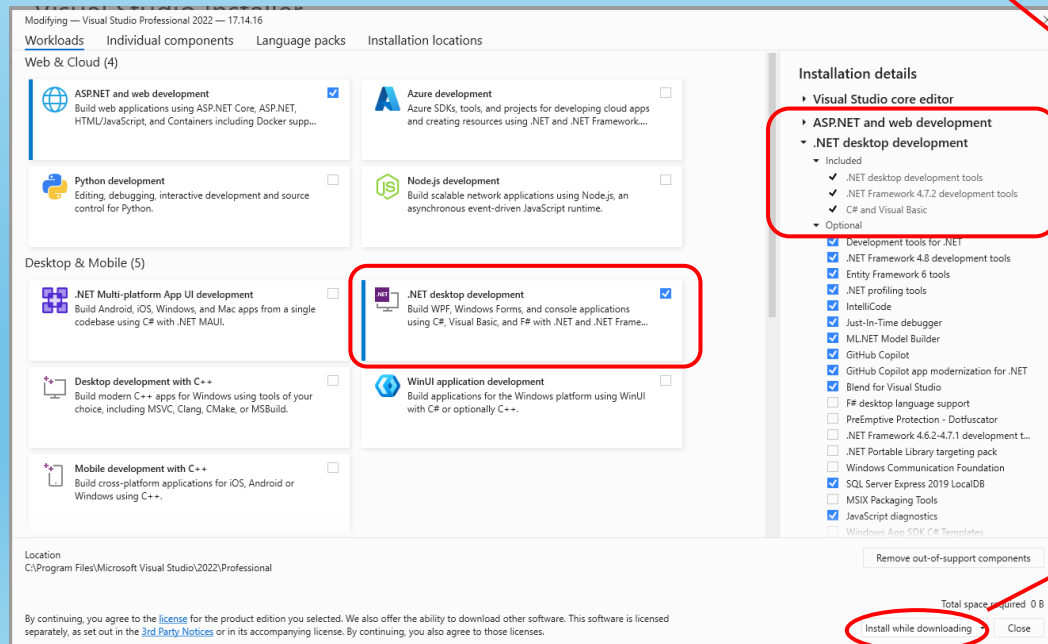 Visual Studio Installer
Modifying — Visual Studio Professional 2022 — 17.14.16
Workloads Individual components Language packs Installation locations
Web & Cloud (4)
ASP.NET and web development
Build web applications using ASP.NET Core, ASP.NET,
HTML/JavaScript, and Containers including Docker supp...
Azure development
Azure SDKs, tools, and projects for developing cloud apps
and creating resources using .NET and .NET Framework....
Python development
Editing, debugging, interactive development and source
control for Python.
Node.js development
Build scalable network applications using Node.js, an
asynchronous event-driven JavaScript runtime.
Desktop & Mobile (5)
.NET Multi-platform App UI development
Build Android, iOS, Windows, and Mac apps from a single
codebase using C# with .NET MAUI.
.NET
.NET desktop development
Build WPF, Windows Forms, and console applications
using C#, Visual Basic, and F# with .NET and .NET Frame...
Desktop development with C++
Build modern C++ apps for Windows using tools of your
choice, including MSVC, Clang, CMake, or MSBuild.
WinUI application development
Build applications for the Windows platform using WinUI
with C# or optionally C++.
Mobile development with C++
Build cross-platform applications for iOS, Android or
Windows using C++.
Installation details
Visual Studio core editor
ASP.NET and web development
.NET desktop development
Included
.NET desktop development tools
.NET Framework 4.7.2 development tools
C# and Visual Basic
Optional
Development tools for .NET
.NET Framework 4.8 development tools
Entity Framework 6 tools
.NET profiling tools
IntelliCode
Just-In-Time debugger
ML.NET Model Builder
GitHub Copilot
GitHub Copilot app modernization for .NET
Blend for Visual Studio
F# desktop language support
PreEmptive Protection - Dotfuscator
.NET Framework 4.6.2-4.7.1 development t...
.NET Portable Library targeting pack
Windows Communication Foundation
SQL Server Express 2019 LocalDB
MSIX Packaging Tools
JavaScript diagnostics
Windows App SDK C# Templates
Location
C:\Program Files\Microsoft Visual Studio\2022\Professional
Remove out-of-support components
Total space required 0 B
By continuing, you agree to the license for the product edition you selected. We also offer the ability to download other software. This software is licensed
separately, as set out in the 3rd Party Notices or in its accompanying license. By continuing, you also agree to those licenses.
Install while downloading Close